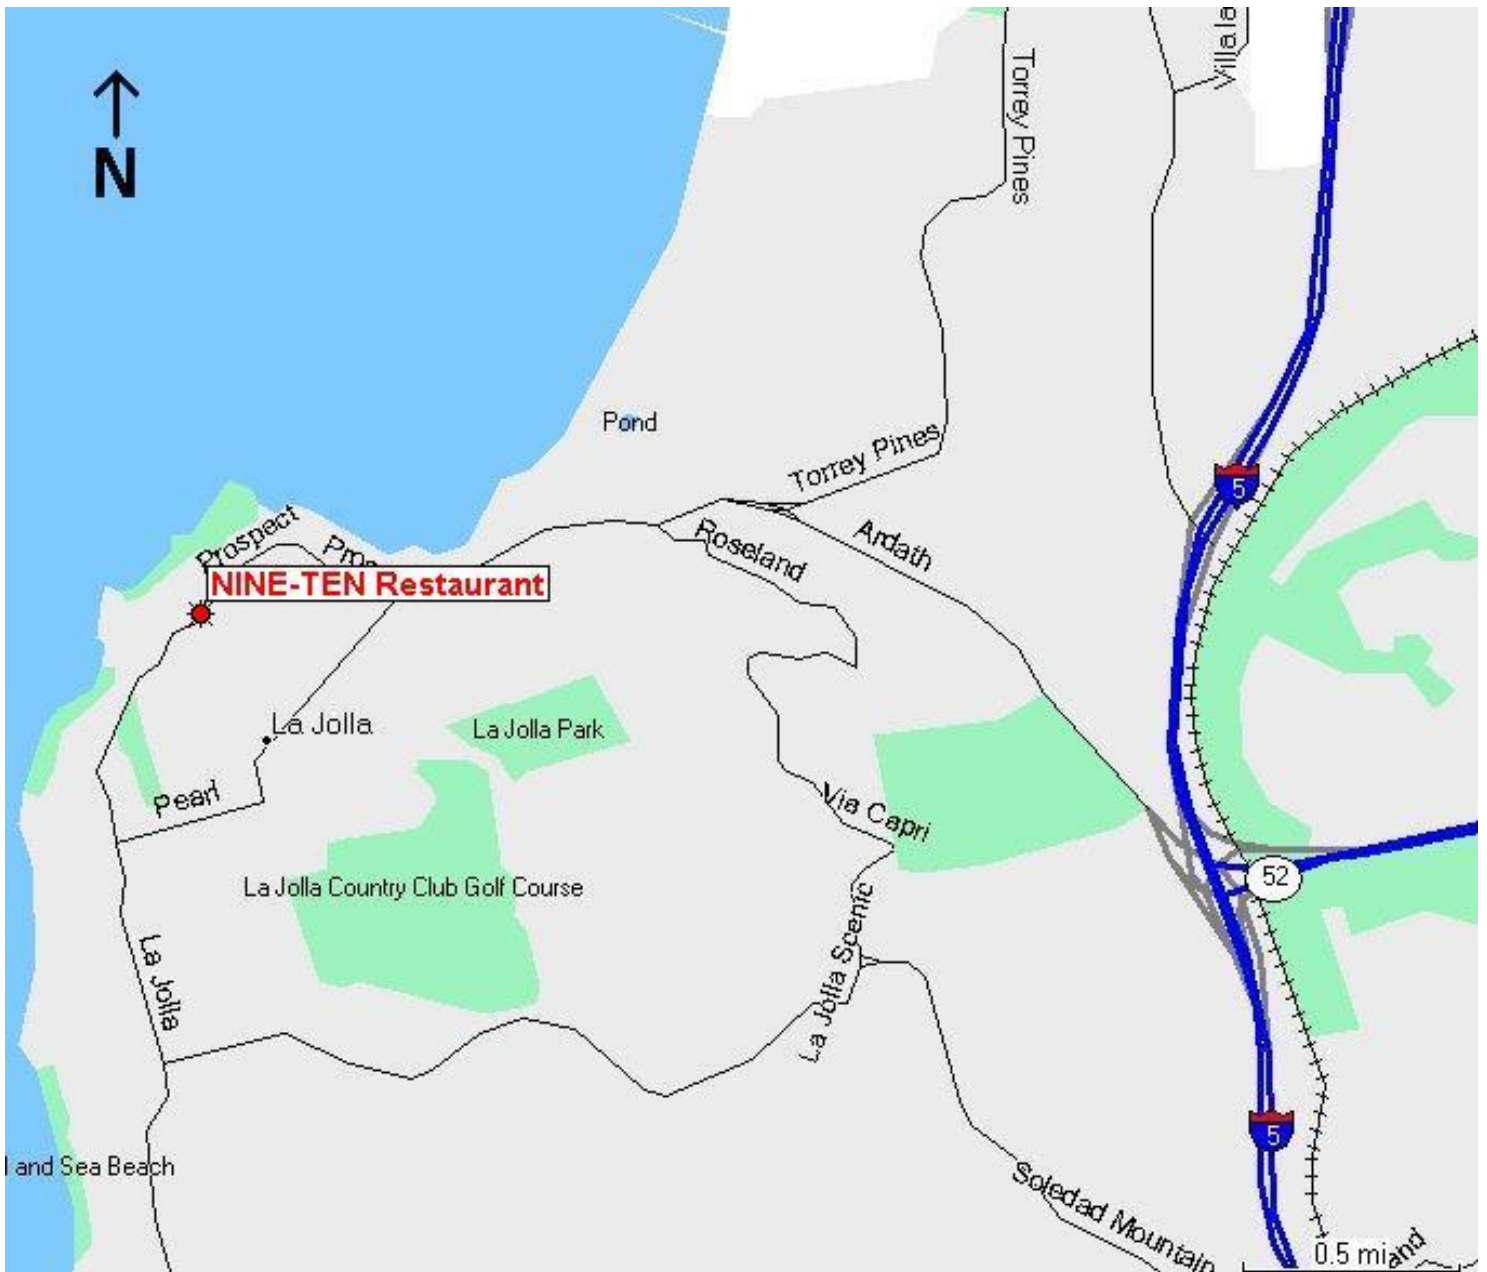 Villa la
Torrey Pines
N
5
Pond
Torrey Pines
Prospect
Ardath
Roseland
NINE-TEN Restaurant
La Jolla
La Jolla Park
Pearl
Via Capri
52
La Jolla Country Club Golf Course
La Jolla Scenic
La Jolla
5
and Sea Beach
Soledad Mountain
0.5 mi